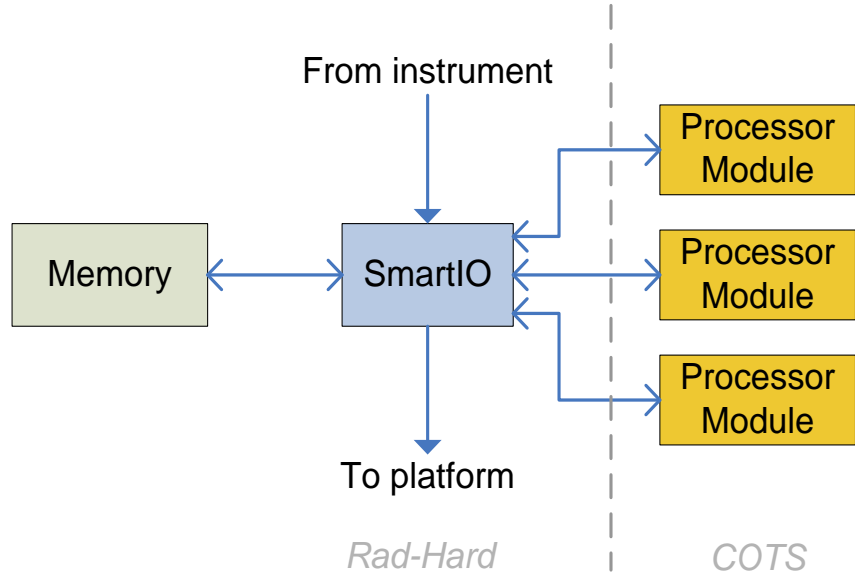 From instrument
Processor
Module
Memory
SmartIO
Processor
Module
Processor
Module
To platform
Rad-Hard
COTS